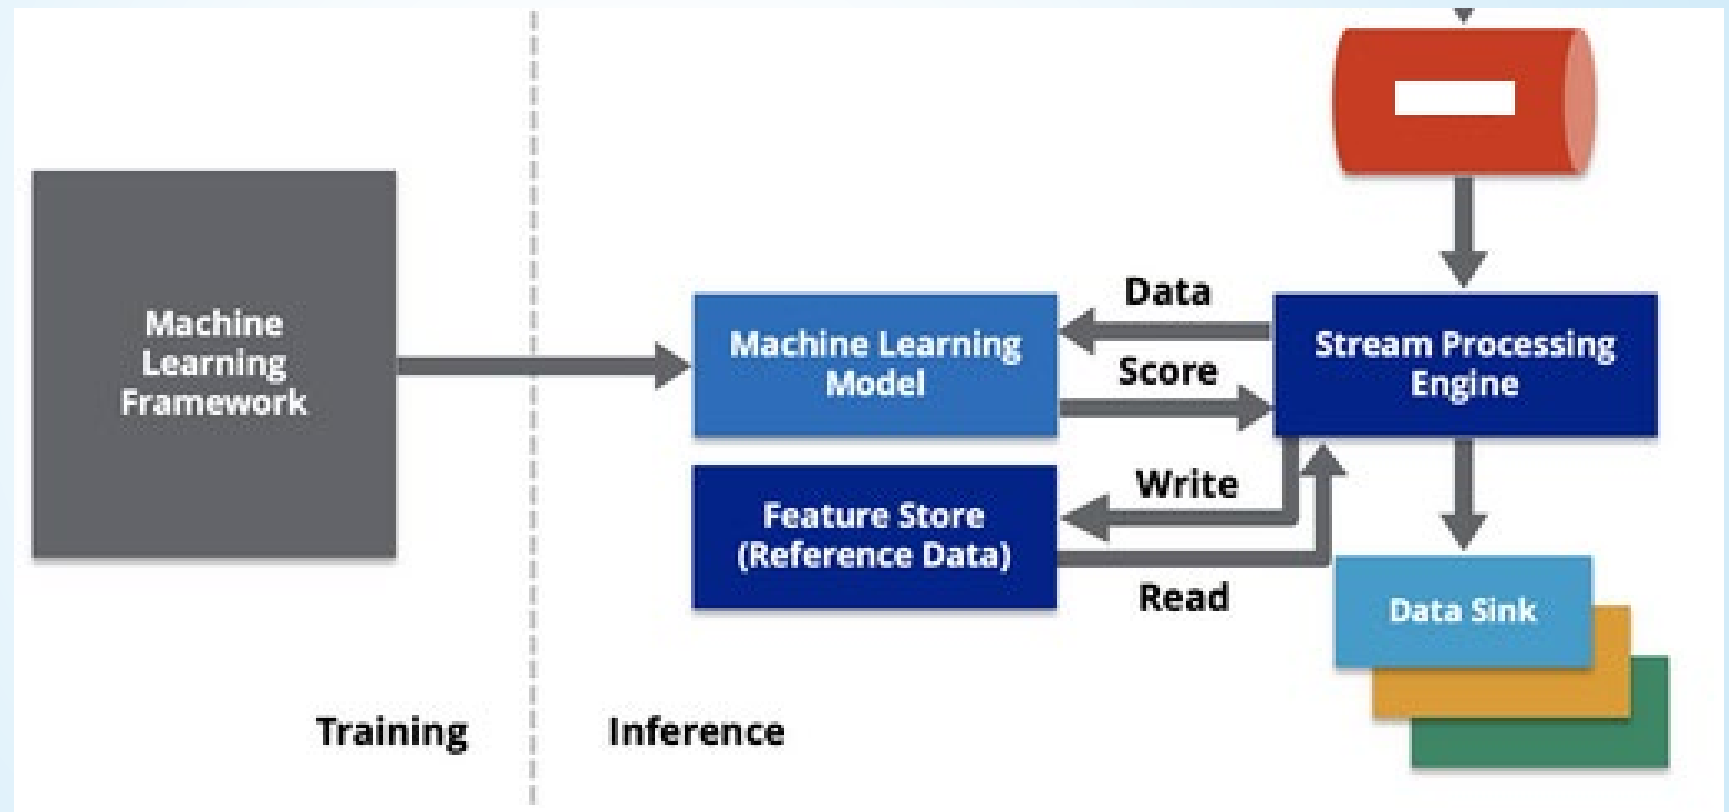 Machine
Learning
Framework
Data
Machine Learning
Model
Score
Stream Processing
Engine
Feature Store
(Reference Data)
Write
Read
Data Sink
Training
Inference